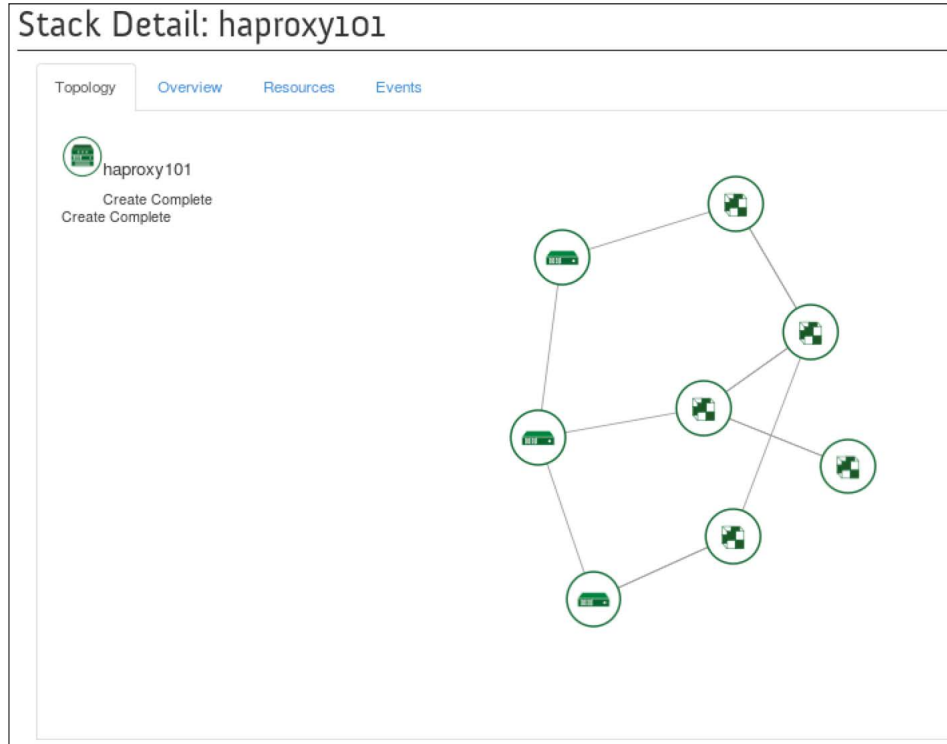 Stack Detail: haproxy101
Topology Overview Resources Events
haproxy101
Create Complete
Create Complete